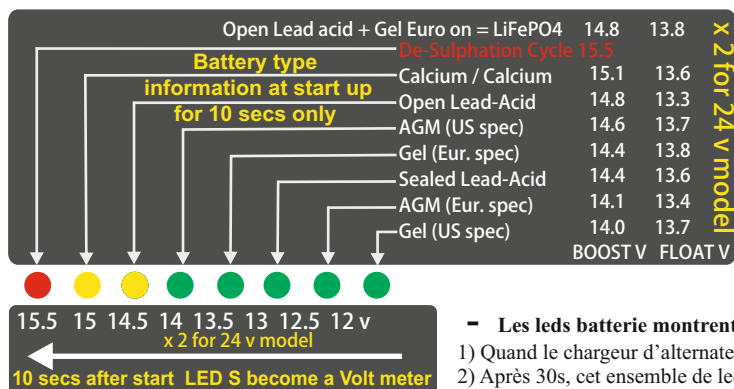 Open Lead acid + Gel Euro on = LiFePO4 14.8 13.8
De-Sulphation Cycle 15.5
Battery type
information at start up
for 10 secs only
Calcium / Calcium 15.1 13.6
Open Lead-Acid 14.8 13.3
AGM (US spec) 14.6 13.7
Gel (Eur. spec) 14.4 13.8
Sealed Lead-Acid 14.4 13.6
AGM (Eur. spec) 14.1 13.4
Gel (US spec) 14.0 13.7
BOOST V FLOAT V
x 2 for 24 v model
15.5 15 14.5 14 13.5 13 12.5 12 v
x 2 for 24 v model
10 secs after start LED S become a Volt meter
- Les leds batterie montrent
1) Quand le chargeur d'alternate
2) Après 30s, cet ensemble de le